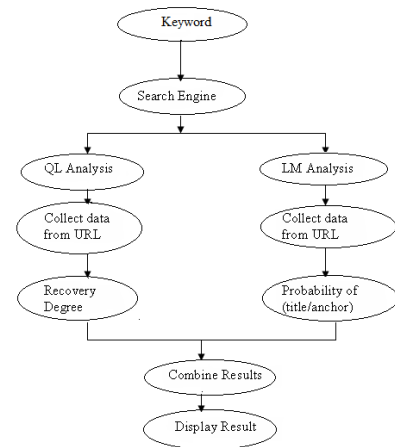 Keyword
Search Engine
QL Analysis
LM Analysis
Collect data
from URL
Collect data
from URL
Recovery
Degree
Probability of
(title/anchor)
Combine Results
Display Result